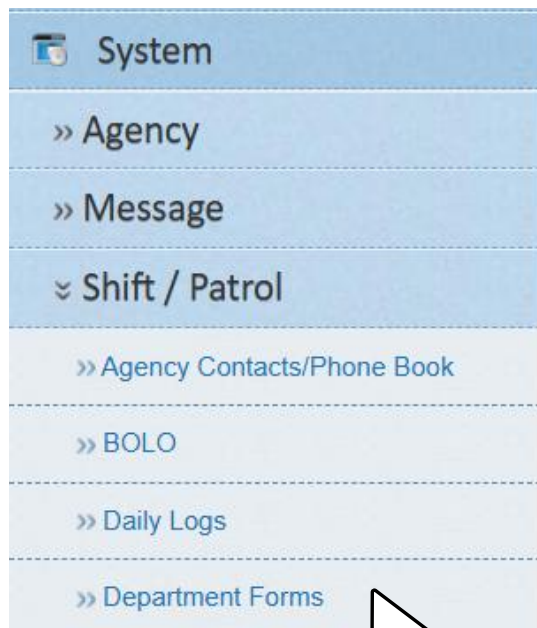 System
» Agency
» Message
» Shift / Patrol
» Agency Contacts/Phone Book
» BOLO
» Daily Logs
» Department Forms